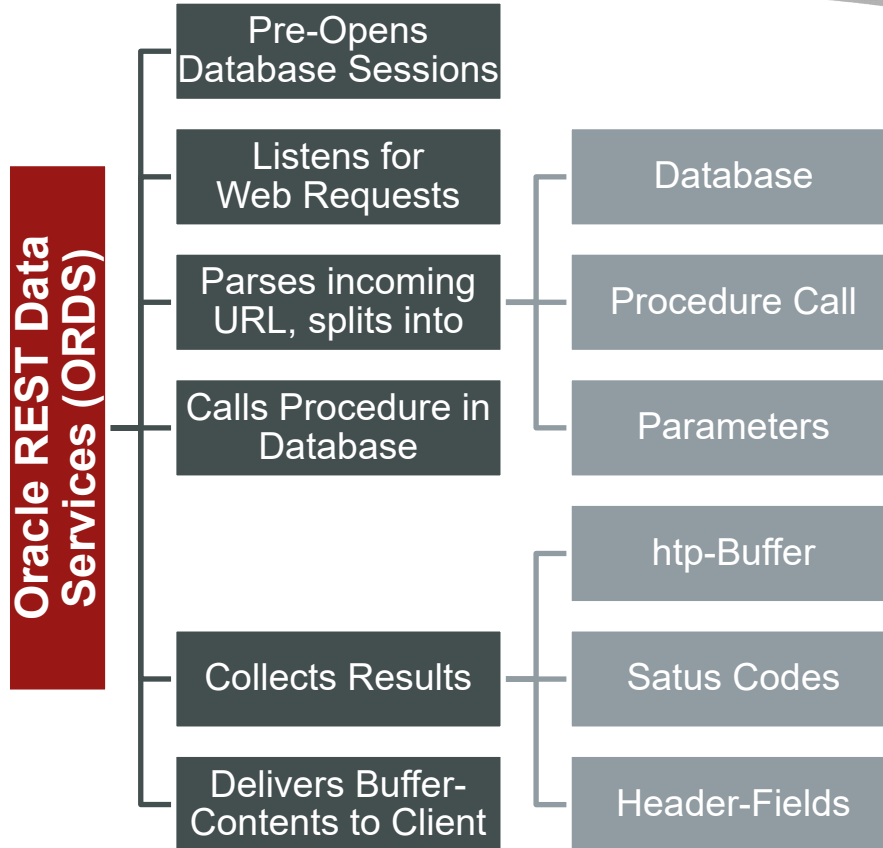 Oracle REST Data
Services (ORDS)
Pre-Opens
Database Sessions
Listens for
Web Requests
Parses incoming
URL, splits into
Database
Procedure Call
Parameters
Calls Procedure in
Database
Collects Results
htp-Buffer
Satus Codes
Header-Fields
Delivers Buffer-
Contents to Client